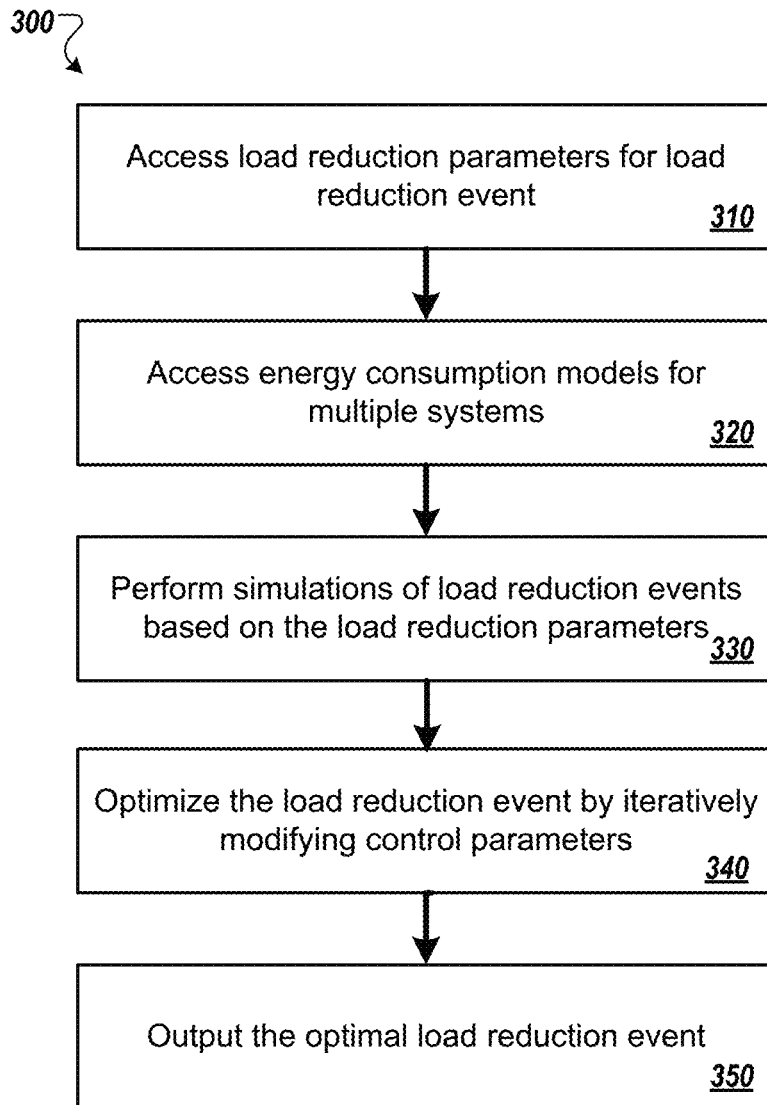 300
Access load reduction parameters for load
reduction event
310
Access energy consumption models for
multiple systems
320
Perform simulations of load reduction events
based on the load reduction parameters
330
Optimize the load reduction event by iteratively
modifying control parameters
340
Output the optimal load reduction event
350